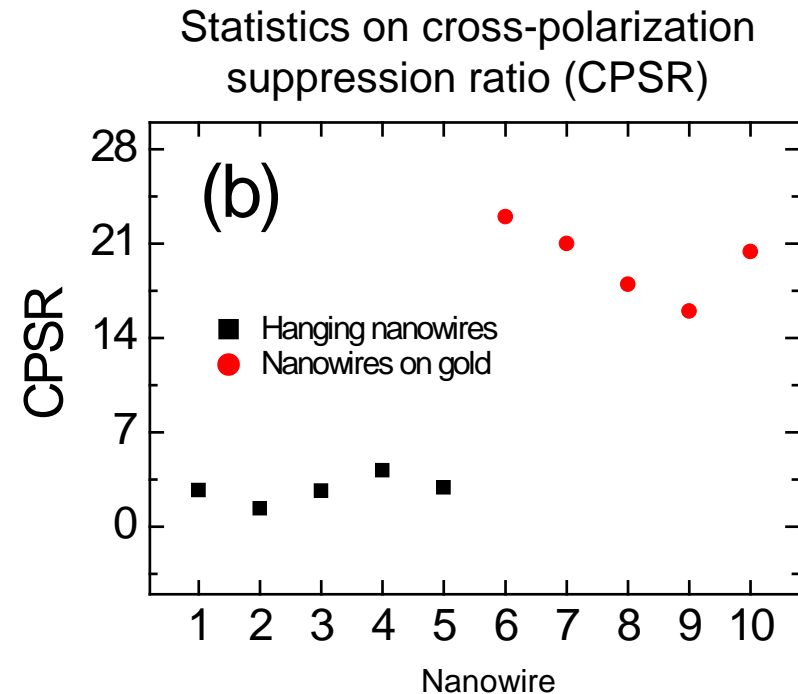 Statistics on cross-polarization
suppression ratio (CPSR)
28
(b)
21
Hanging nanowires
14
Nanowires on gold
CPSR
7
0
1 2 3 4 5 6 7 8 9 10
Nanowire